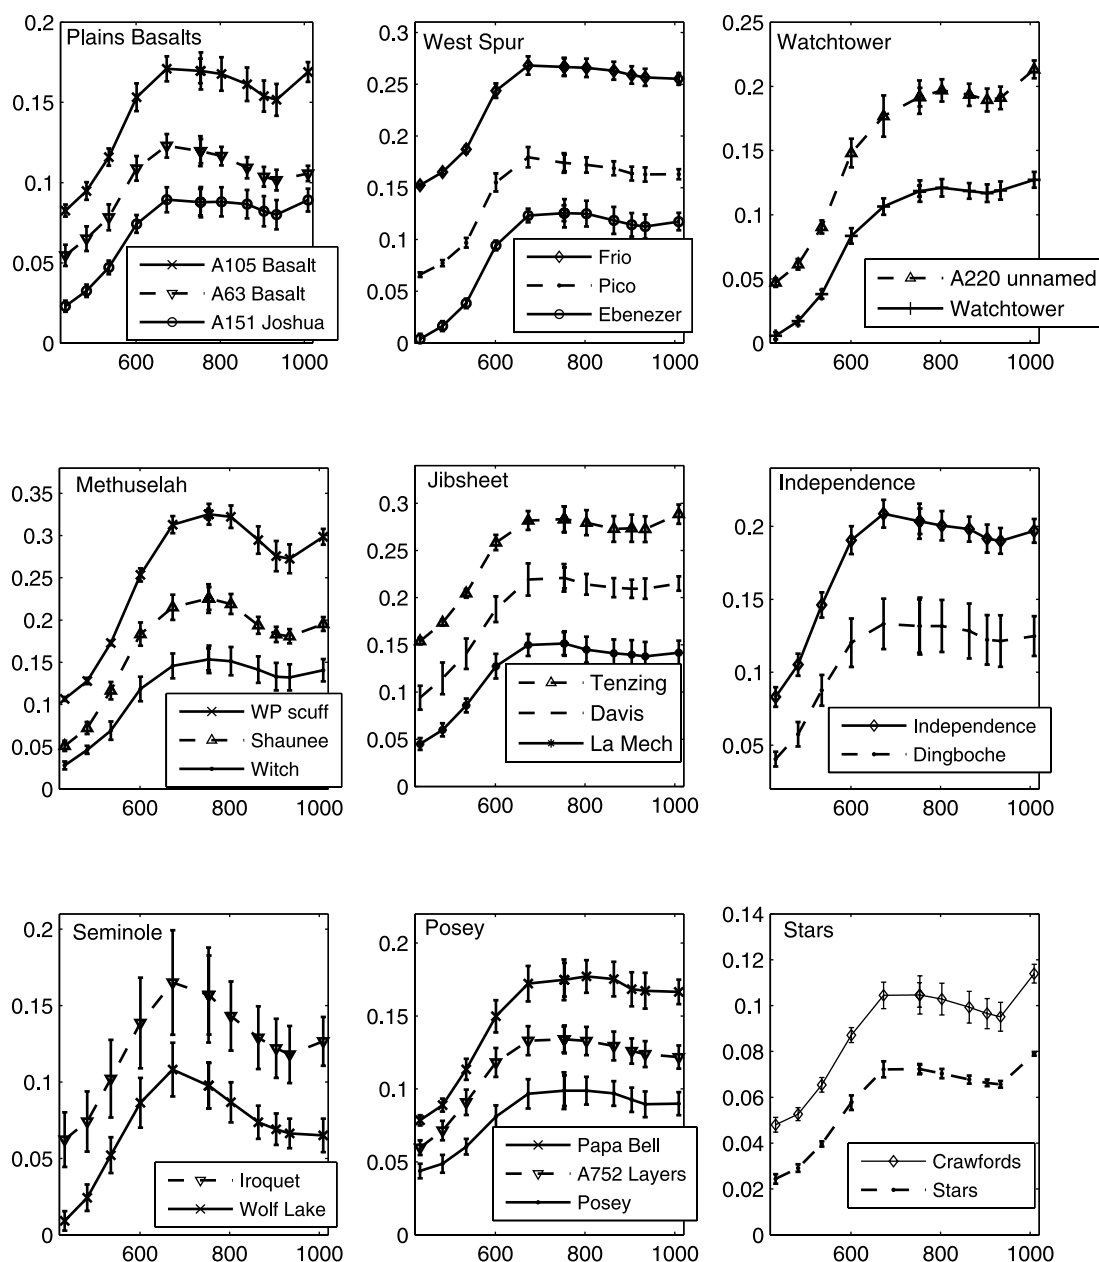 Plains Basalts
0.2
0.15
0.1
0.05
0
A105 Basalt
A63 Basalt
A151 Joshua
600 800 1000
West Spur
0.3
0.25
0.2
0.15
0.1
0.05
0
Frio
Pico
Ebenezer
600 800 1000
Watchtower
0.25
0.2
0.15
0.1
0.05
0
A220 unnamed
Watchtower
600 800 1000
Methuselah
0.35
0.3
0.25
0.2
0.15
0.1
0.05
0
WP scuff
Shaunee
Witch
600 800 1000
Jibsheet
0.3
0.25
0.2
0.15
0.1
0.05
0
Tenzing
Davis
La Mech
600 800 1000
Independence
0.2
0.15
0.1
0.05
Independence
Dingboche
600 800 1000
Seminole
0.2
0.15
0.1
0.05
0
Iroquet
Wolf Lake
600 800 1000
Posey
0.2
0.15
0.1
0.05
0
Papa Bell
A752 Layers
Posey
600 800 1000
Stars
0.14
0.12
0.1
0.08
0.06
0.04
0.02
0
Crawfords
Stars
600 800 1000